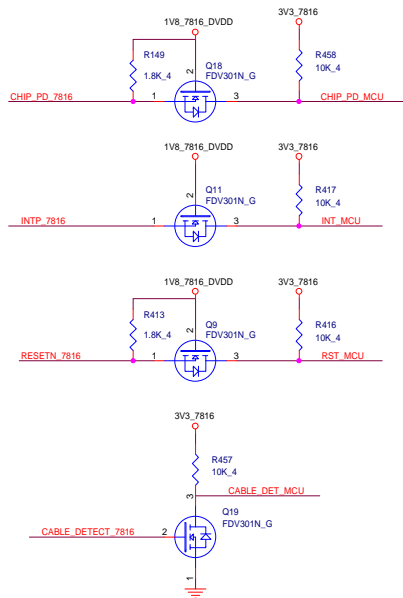 3V3_7816
1V8_7816_DVDD
R149
1.8K_4
Q18
FDV301N_G
R458
10K_4
2
CHIP_PD_7816
1
3
CHIP_PD_MCU
1V8_7816_DVDD
3V3_7816
2
Q11
FDV301N_G
R417
10K_4
INTP_7816
1
3
INT_MCU
1V8_7816_DVDD
3V3_7816
R413
1.8K_4
2
Q9
FDV301N_G
R416
10K_4
RESETN_7816
1
3
RST_MCU
3V3_7816
R457
10K_4
3
CABLE_DET_MCU
Q19
FDV301N_G
CABLE_DETECT_7816
2
1